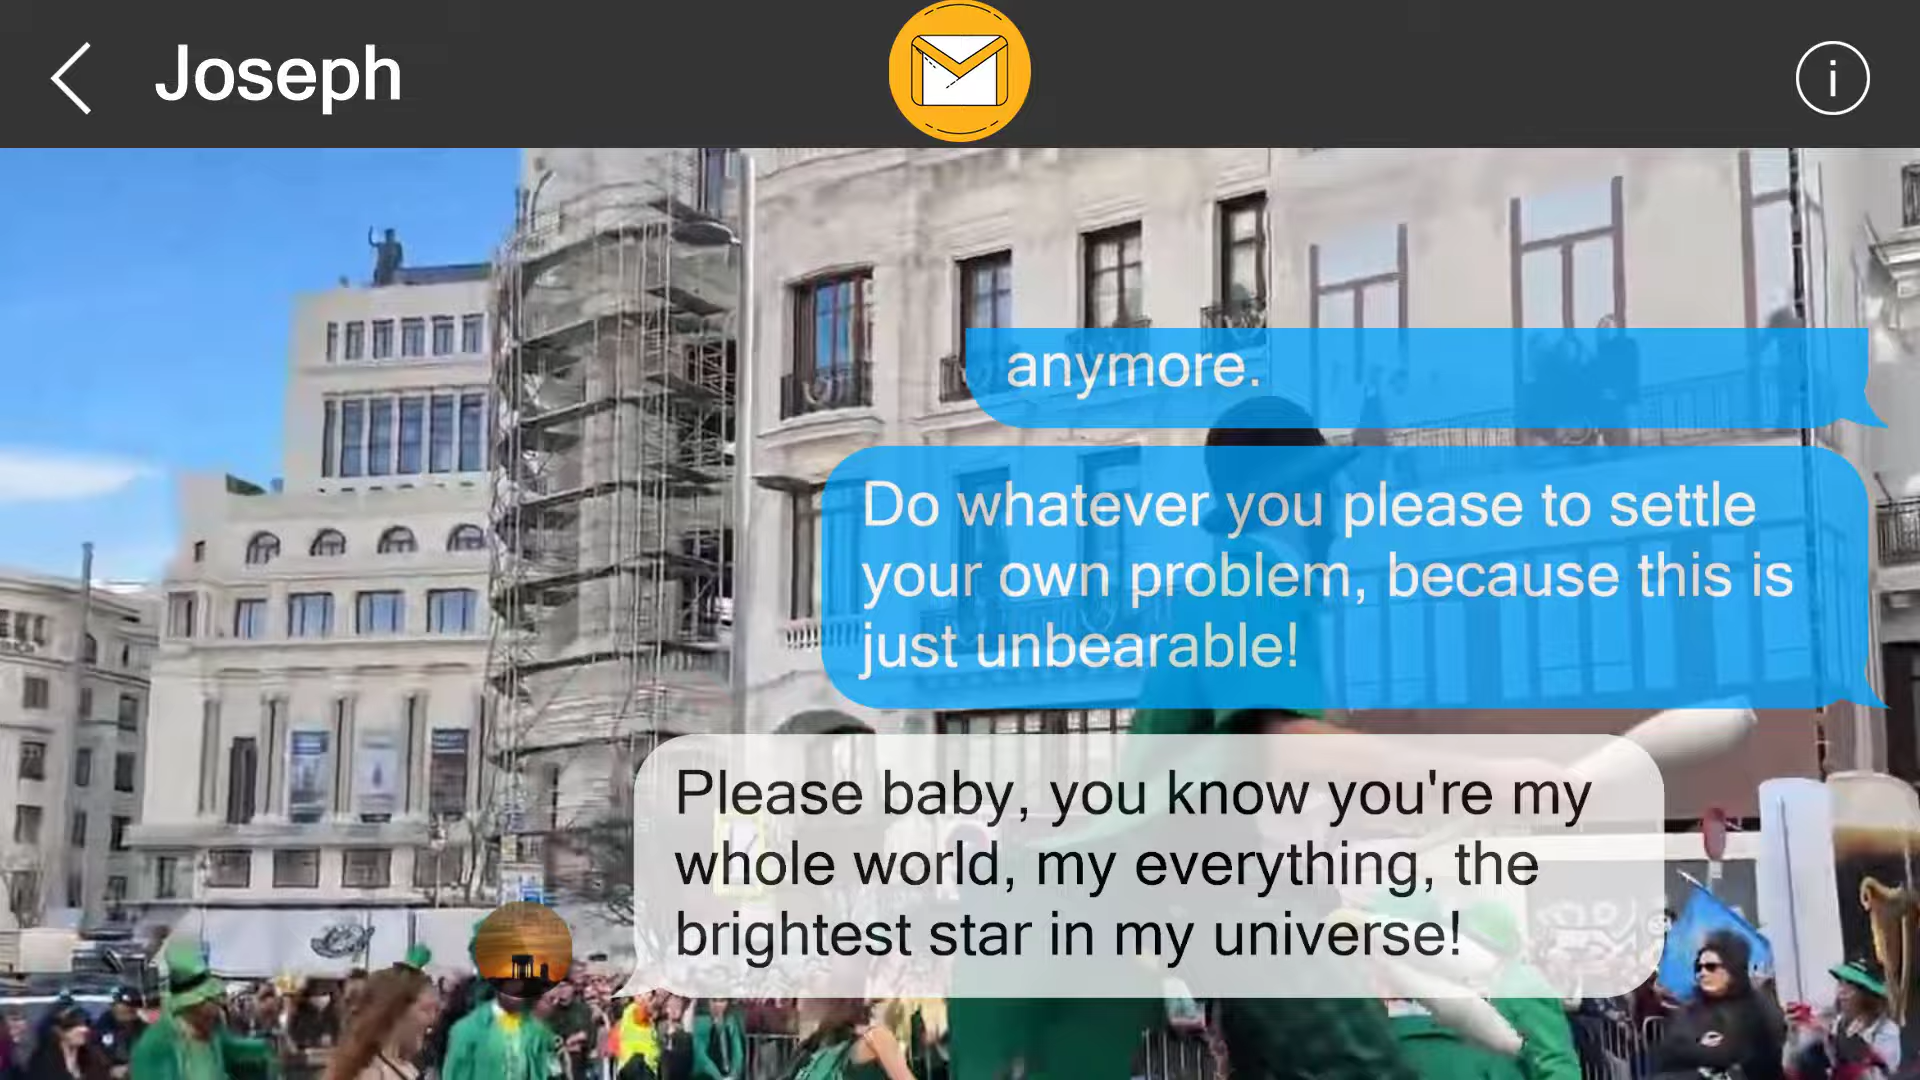 Joseph
anymore.
Do whatever you please to settle
your own problem, because this is
just unbearable!
Please baby, you know you're my
whole world, my everything, the
brightest star in my universe!